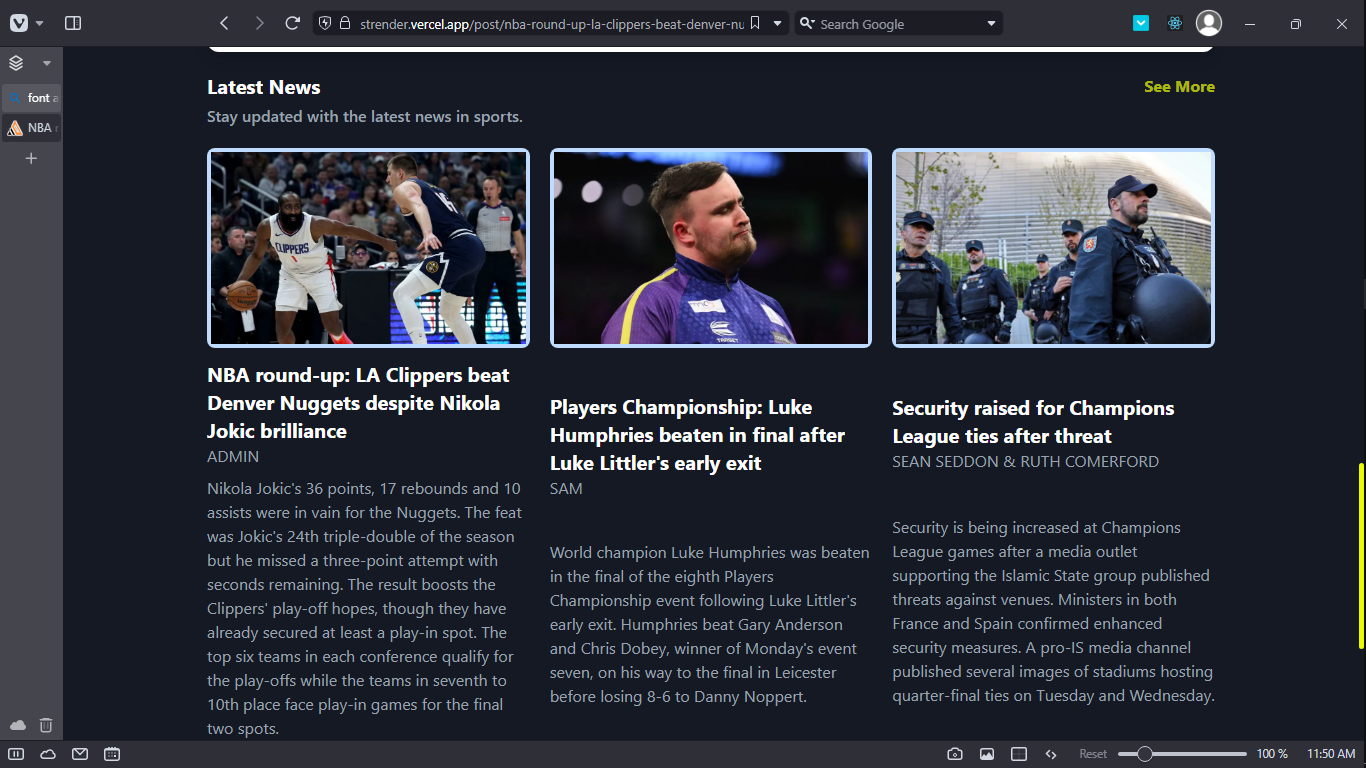 strender.vercel.app/post/nba-round-up-la-clippers-beat-denver-nu
Search Google
font
NBA
Latest News
See More
Stay updated with the latest news in sports.
CLIPPERS
1
15
TARGET
NBA round-up: LA Clippers beat
Denver Nuggets despite Nikola
Jokic brilliance
ADMIN
Nikola Jokic's 36 points, 17 rebounds and 10
assists were in vain for the Nuggets. The feat
was Jokic's 24th triple-double of the season
but he missed a three-point attempt with
seconds remaining. The result boosts the
Clippers' play-off hopes, though they have
already secured at least a play-in spot. The
top six teams in each conference qualify for
the play-offs while the teams in seventh to
10th place face play-in games for the final
two spots.
Players Championship: Luke
Humphries beaten in final after
Luke Littler's early exit
SAM
World champion Luke Humphries was beaten
in the final of the eighth Players
Championship event following Luke Littler's
early exit. Humphries beat Gary Anderson
and Chris Dobey, winner of Monday's event
seven, on his way to the final in Leicester
before losing 8-6 to Danny Noppert.
Security raised for Champions
League ties after threat
SEAN SEDDON & RUTH COMERFORD
Security is being increased at Champions
League games after a media outlet
supporting the Islamic State group published
threats against venues. Ministers in both
France and Spain confirmed enhanced
security measures. A pro-IS media channel
published several images of stadiums hosting
quarter-final ties on Tuesday and Wednesday.
Reset
100 %
11:50 AM